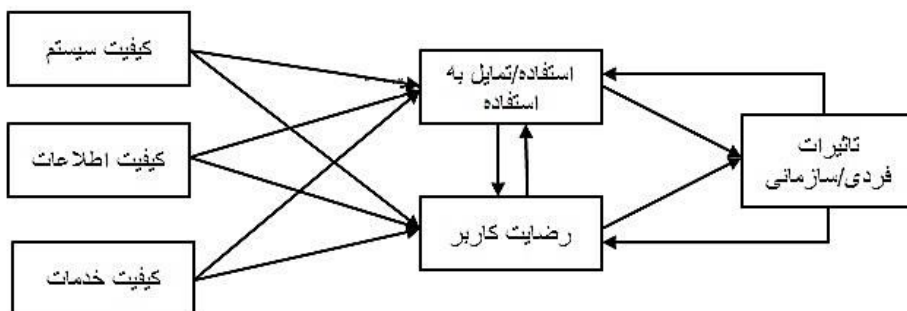 کیفیت سیستم
استفاده/تمایل به
استفاده
تاثیرات
فردی/سازمانی
کیفیت اطلاعات
رضایت کاربر
کیفیت خدمات